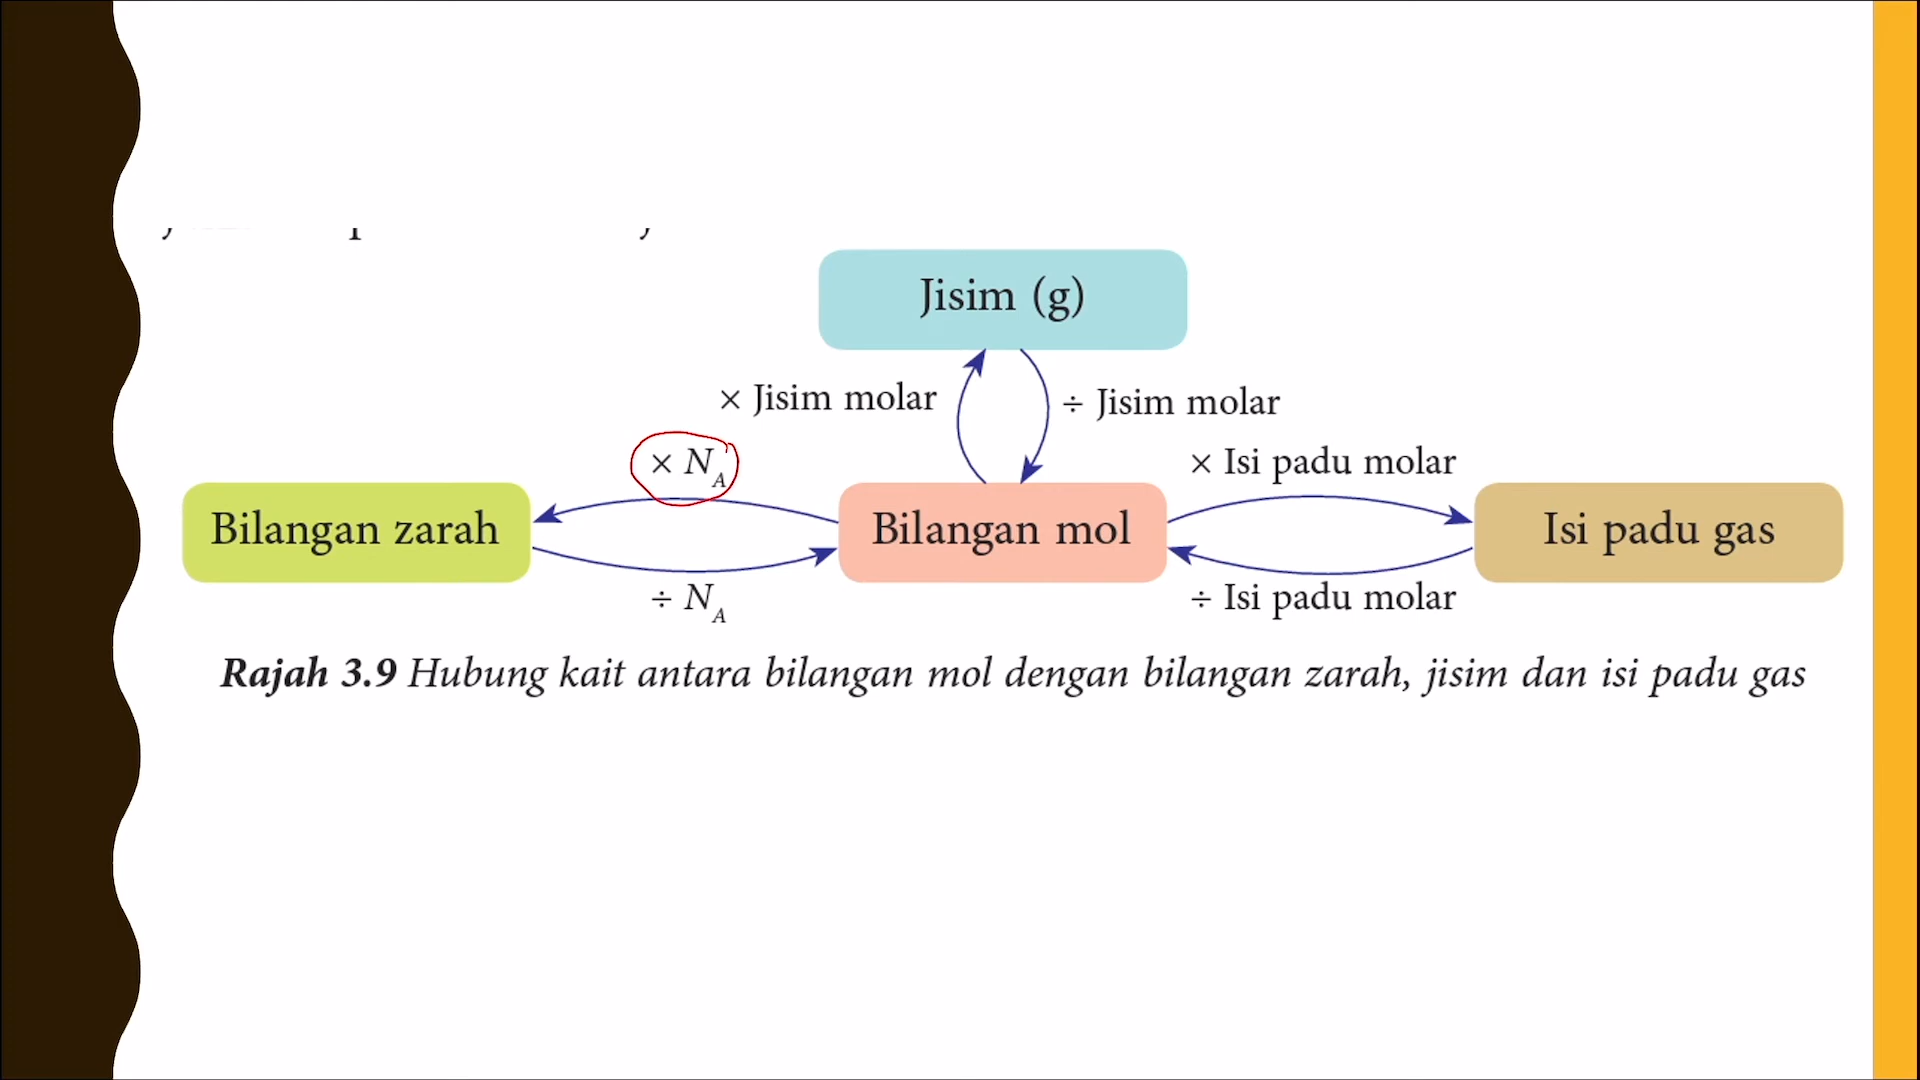 Jisim (g)
× Jisim molar
÷ Jisim molar
× N_A
× Isi padu molar
Bilangan zarah
Bilangan mol
Isi padu gas
÷ N_A
÷ Isi padu molar
Rajah 3.9 Hubung kait antara bilangan mol dengan bilangan zarah, jisim dan isi padu gas